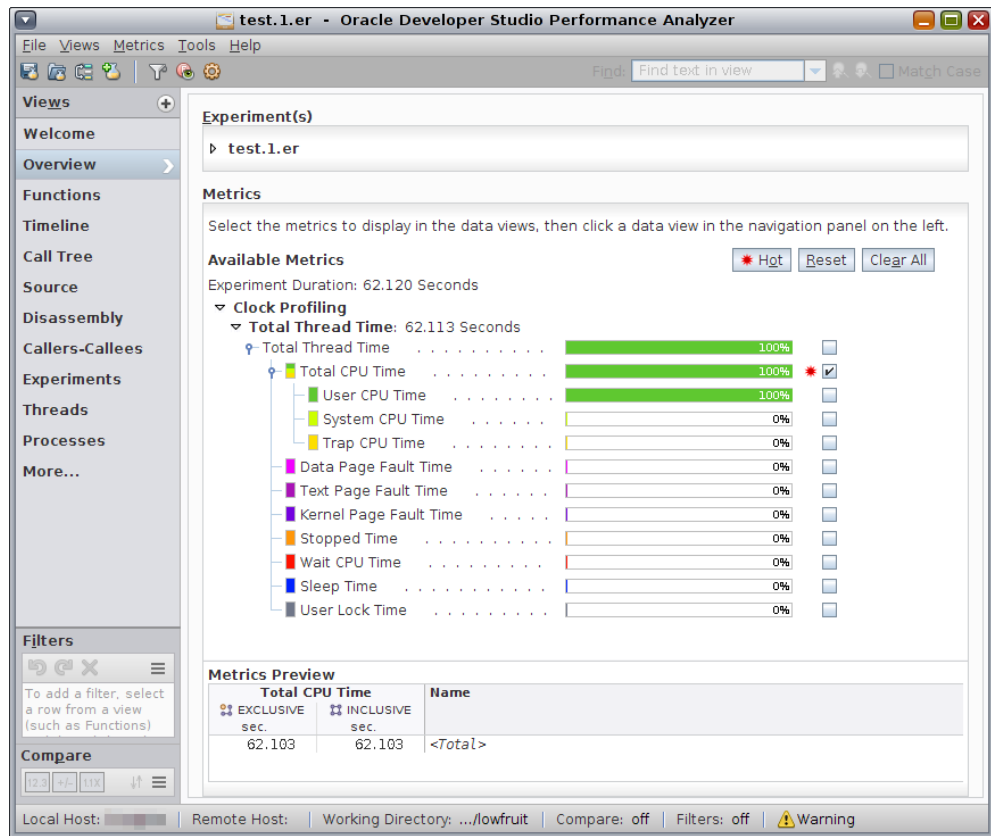 test.1.er - Oracle Developer Studio Performance Analyzer
File Views Metrics Tools Help
Find: Find text in view Match Case
Views
Welcome
Overview
Functions
Timeline
Call Tree
Source
Disassembly
Callers-Callees
Experiments
Threads
Processes
More...
Filters
To add a filter, select
a row from a view
(such as Functions)
Compare
12.3 +/- 1.1X
Experiment(s)
test.1.er
Metrics
Select the metrics to display in the data views, then click a data view in the navigation panel on the left.
Available Metrics Hot Reset Clear All
Experiment Duration: 62.120 Seconds
Clock Profiling
Total Thread Time: 62.113 Seconds
Total Thread Time . . . . . . . . . . 100%
Total CPU Time . . . . . . . . . 100%
User CPU Time . . . . . . . . 100%
System CPU Time . . . . . . 0%
Trap CPU Time . . . . . . . . 0%
Data Page Fault Time . . . . . . 0%
Text Page Fault Time . . . . . . 0%
Kernel Page Fault Time . . . . . 0%
Stopped Time . . . . . . . . . . 0%
Wait CPU Time . . . . . . . . . 0%
Sleep Time . . . . . . . . . . . 0%
User Lock Time . . . . . . . . . 0%
Metrics Preview
Total CPU Time Name
EXCLUSIVE INCLUSIVE
sec. sec.
62.103 62.103 <Total>
Local Host: Remote Host: Working Directory: .../lowfruit Compare: off Filters: off Warning